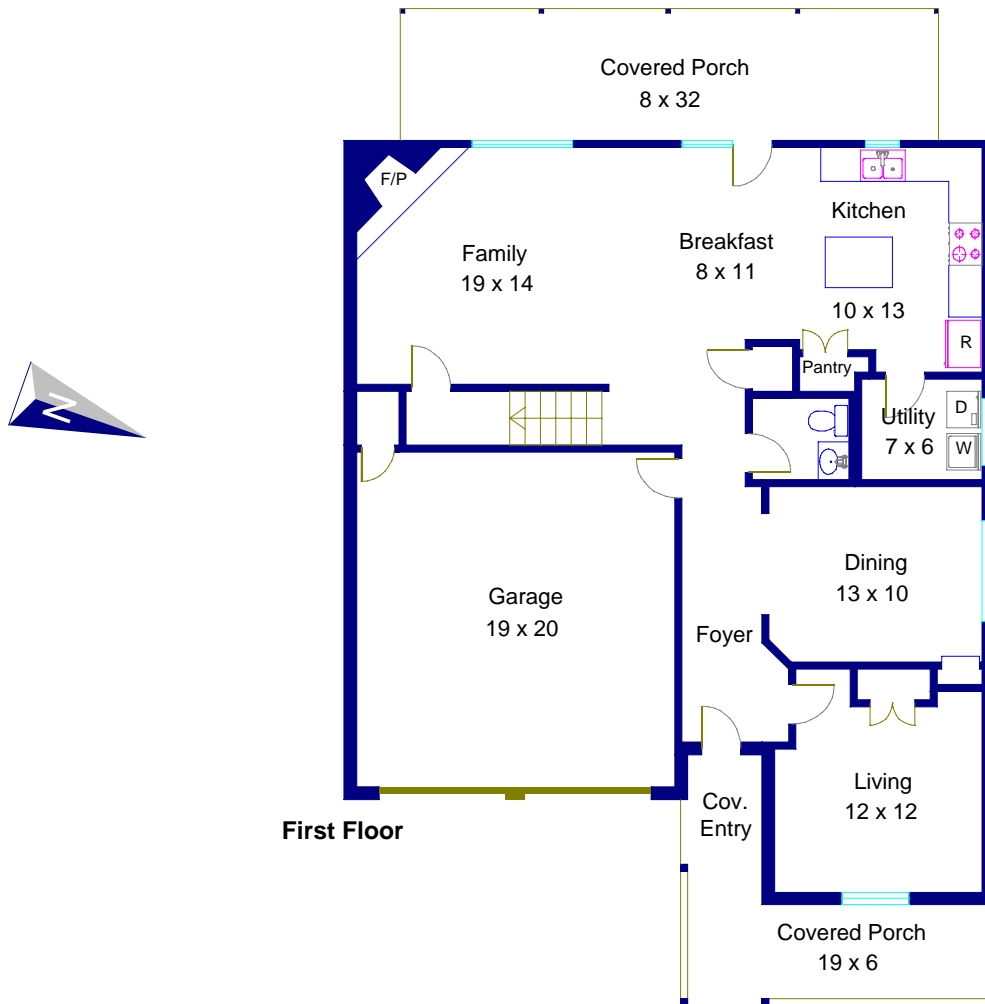 Covered Porch
8 x 32
F/P
Kitchen
Breakfast
8 x 11
Family
19 x 14
10 x 13
R
Pantry
N
Utility
7 x 6
D
W
Dining
13 x 10
Garage
19 x 20
Foyer
Living
12 x 12
Cov.
Entry
First Floor
Covered Porch
19 x 6